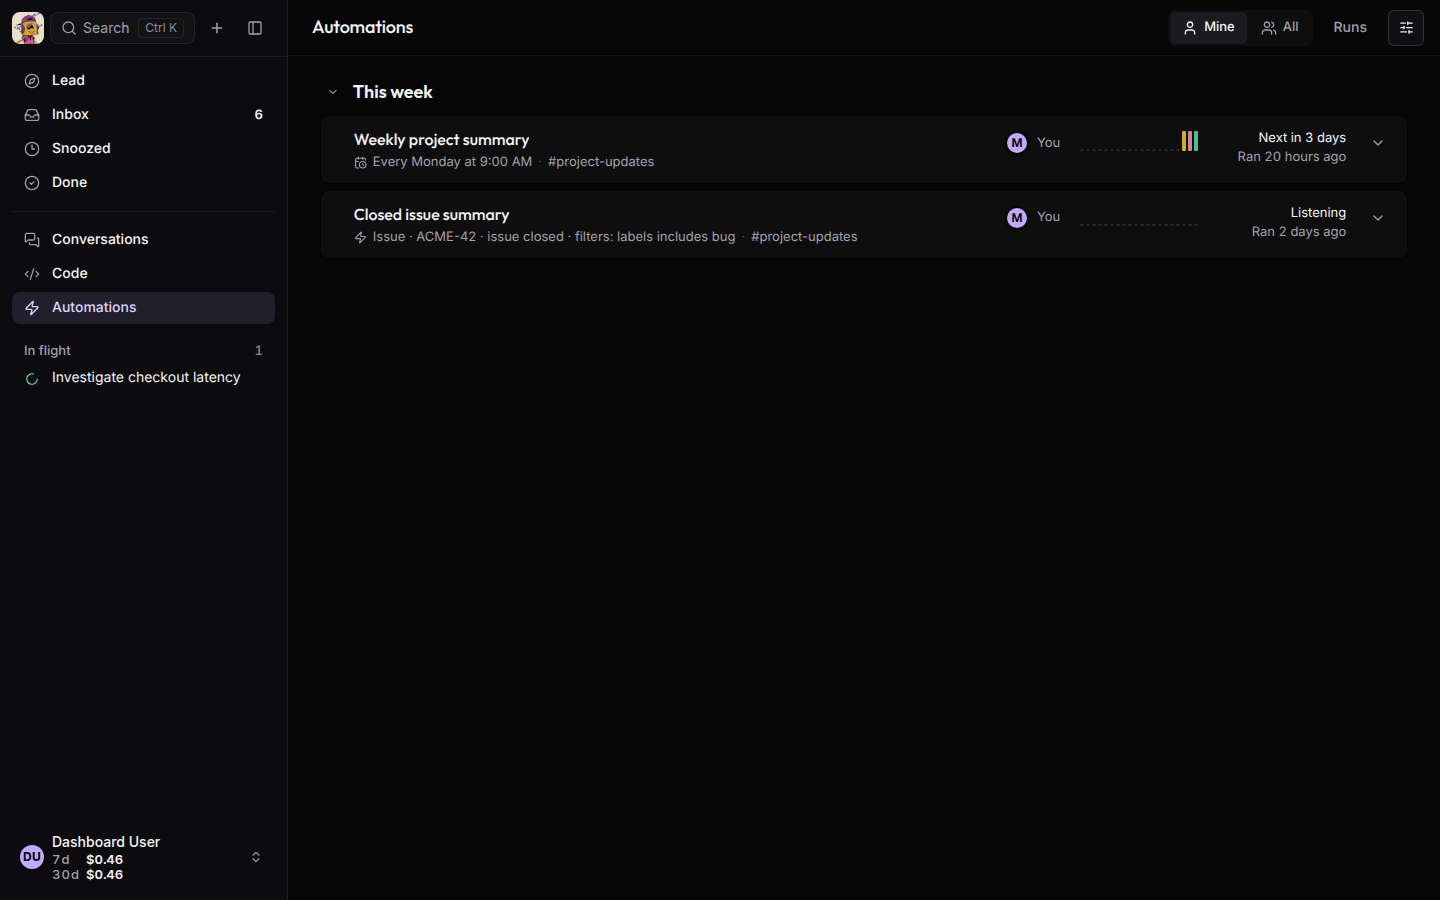 Search Ctrl K
Lead
Inbox 6
Snoozed
Done
Conversations
Code
Automations
In flight 1
Investigate checkout latency
DU Dashboard User
7d $0.46
30d $0.46
Automations
Mine All Runs
This week
Weekly project summary
Every Monday at 9:00 AM · #project-updates
M You
Next in 3 days
Ran 20 hours ago
Closed issue summary
Issue · ACME-42 · issue closed · filters: labels includes bug · #project-updates
M You
Listening
Ran 2 days ago